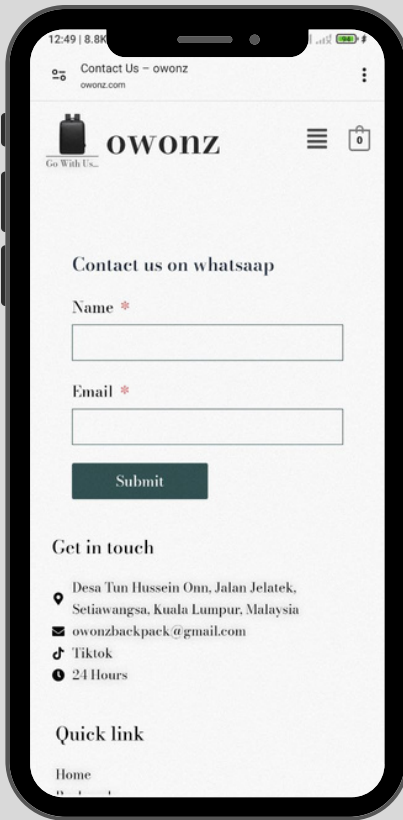 12:49 | 8.8K
Contact Us – owonz
owonz.com
owonz
Go With Us...
0
Contact us on whatsaap
Name *
Email *
Submit
Get in touch
Desa Tun Hussein Onn, Jalan Jelatek,
Setiawangsa, Kuala Lumpur, Malaysia
owonzbackpack@gmail.com
Tiktok
24 Hours
Quick link
Home